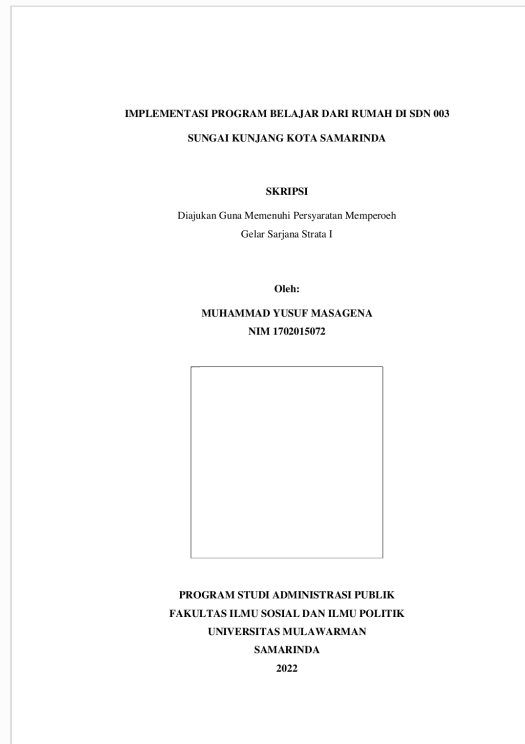 IMPLEMENTASI PROGRAM BELAJAR DARI RUMAH DI SDN 003
SUNGAI KUNJANG KOTA SAMARINDA
SKRIPSI
Diajukan Guna Memenuhi Persyaratan Memperoeh
Gelar Sarjana Strata I
Oleh:
MUHAMMAD YUSUF MASAGENA
NIM 1702015072
PROGRAM STUDI ADMINISTRASI PUBLIK
FAKULTAS ILMU SOSIAL DAN ILMU POLITIK
UNIVERSITAS MULAWARMAN
SAMARINDA
2022